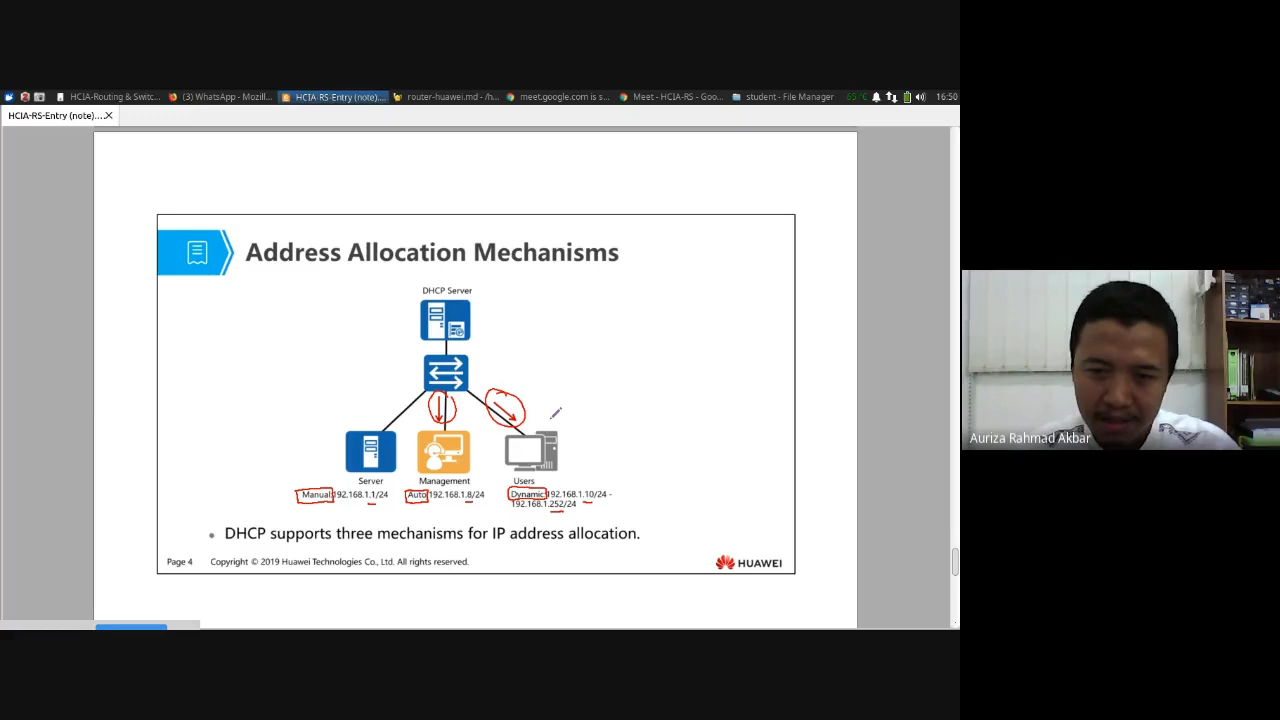 HCIA-Routing & Switc...
(3) WhatsApp - Mozill...
HCIA-RS-Entry (note)....
router-huawei.md - /h...
meet.google.com is s...
Meet - HCIA-RS - Goo...
student - File Manager
65°C
16:50
HCIA-RS-Entry (note)....
Address Allocation Mechanisms
DHCP Server
Server
Management
Users
Manual:192.168.1.1/24
Auto:192.168.1.8/24
Dynamic:192.168.1.10/24 -
192.168.1.252/24
• DHCP supports three mechanisms for IP address allocation.
Page 4
Copyright © 2019 Huawei Technologies Co., Ltd. All rights reserved.
HUAWEI
Auriza Rahmad Akbar